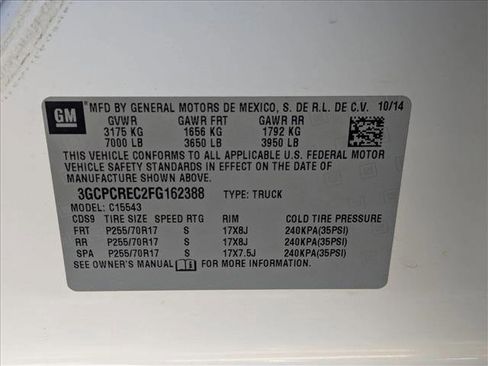 GM MFD BY GENERAL MOTORS DE MEXICO, S. DE R.L. DE C.V. 10/14
GVWR GAWR FRT GAWR RR
3175 KG 1656 KG 1792 KG
7000 LB 3650 LB 3950 LB
THIS VEHICLE CONFORMS TO ALL APPLICABLE U.S. FEDERAL MOTOR
VEHICLE SAFETY STANDARDS IN EFFECT ON THE DATE OF
MANUFACTURE SHOWN ABOVE.
3GCPCREC2FG162388 TYPE: TRUCK
MODEL: C15543
CDS9 TIRE SIZE SPEED RTG RIM COLD TIRE PRESSURE
FRT P255/70R17 S 17X8J 240KPA(35PSI)
RR P255/70R17 S 17X8J 240KPA(35PSI)
SPA P255/70R17 S 17X7.5J 240KPA(35PSI)
SEE OWNER'S MANUAL FOR MORE INFORMATION.